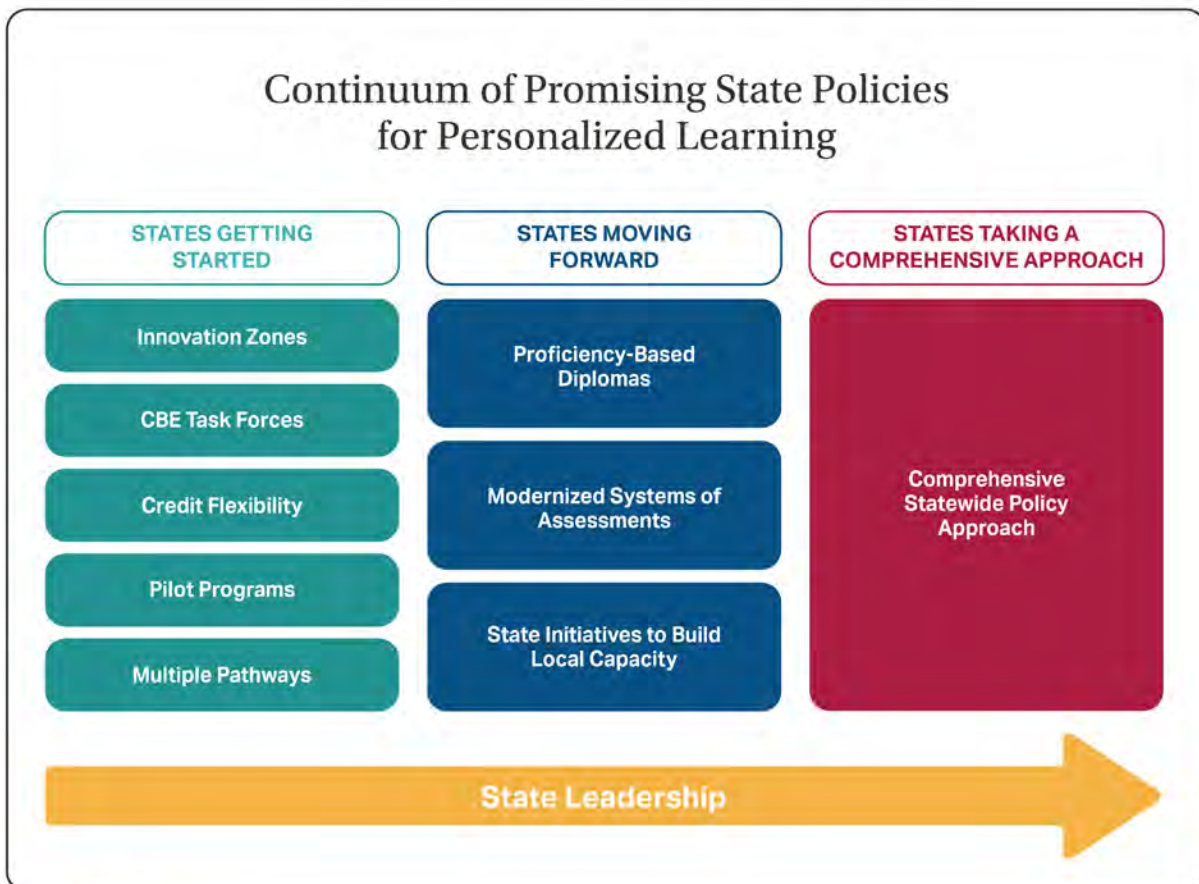 Continuum of Promising State Policies
for Personalized Learning
STATES GETTING
STARTED
Innovation Zones
CBE Task Forces
Credit Flexibility
Pilot Programs
Multiple Pathways
STATES MOVING
FORWARD
Proficiency-Based
Diplomas
Modernized Systems of
Assessments
State Initiatives to Build
Local Capacity
STATES TAKING A
COMPREHENSIVE APPROACH
Comprehensive
Statewide Policy
Approach
State Leadership